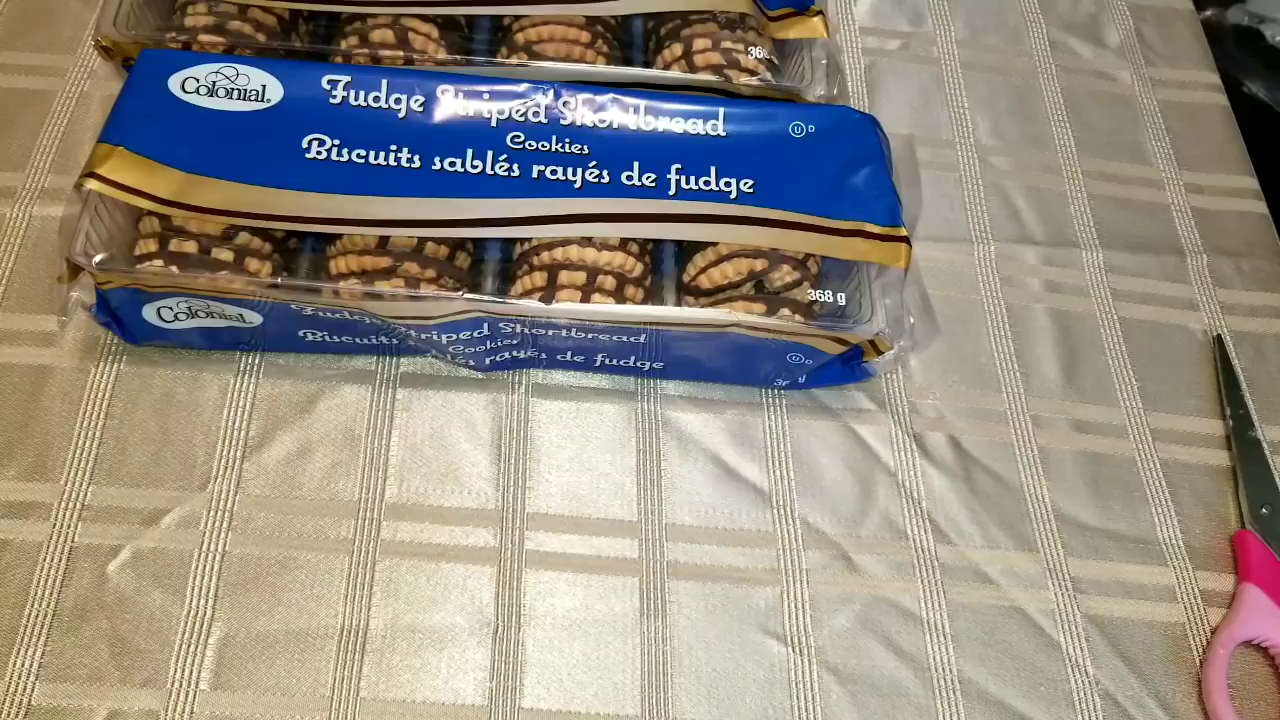 Colonial
Fudge Striped Shortbread
Cookies
Biscuits sablés rayés de fudge
U D
368 g
Colonial
Fudge Striped Shortbread
Cookies
Biscuits rayés de fudge
U D